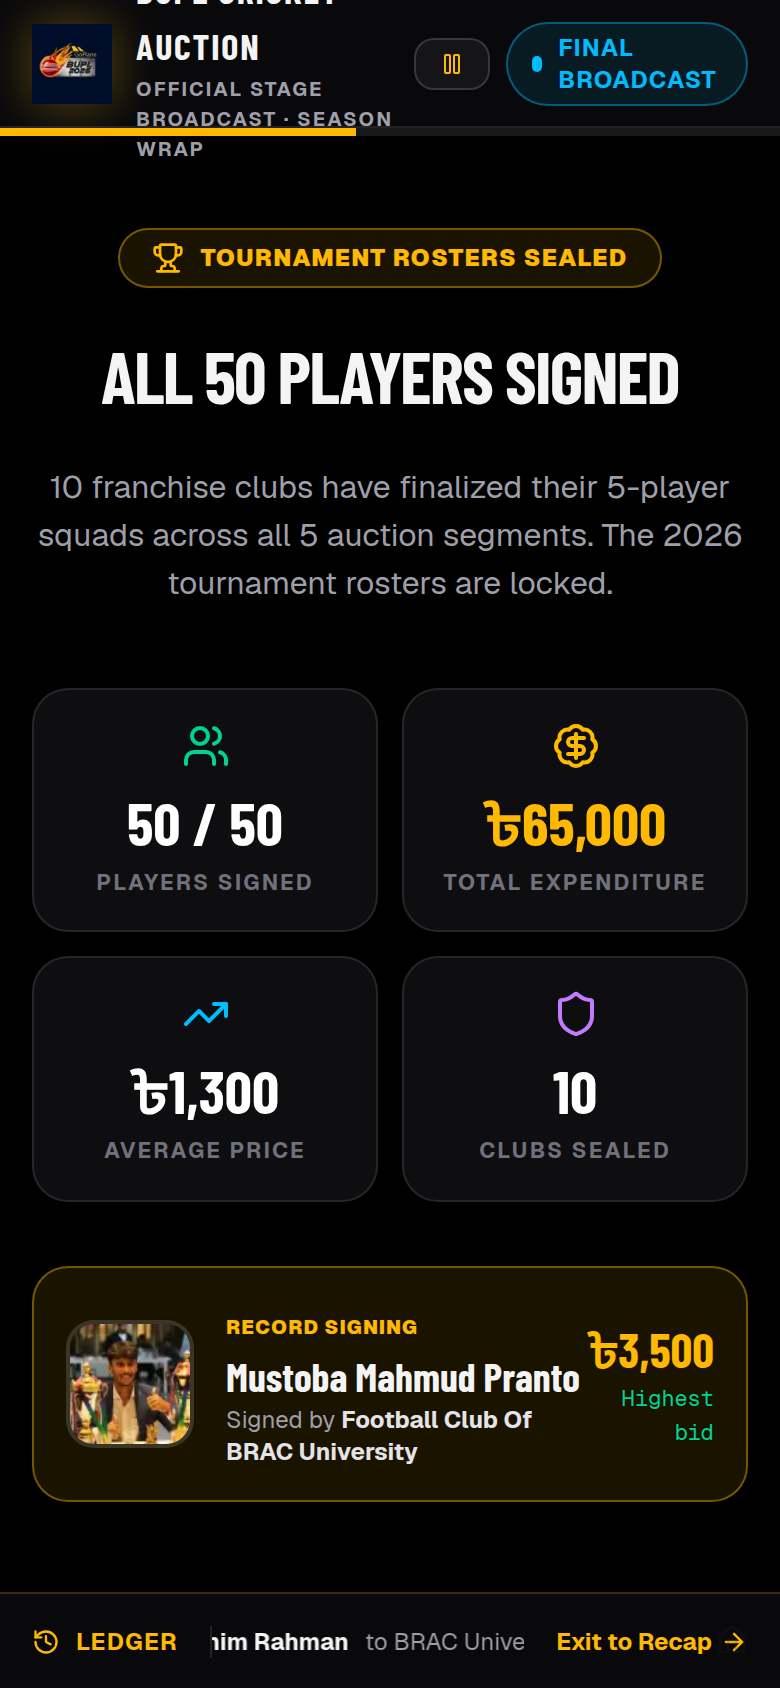 BUPL CRICKET
AUCTION
OFFICIAL STAGE
BROADCAST · SEASON
WRAP
FINAL
BROADCAST
TOURNAMENT ROSTERS SEALED
ALL 50 PLAYERS SIGNED
10 franchise clubs have finalized their 5-player
squads across all 5 auction segments. The 2026
tournament rosters are locked.
50 / 50
PLAYERS SIGNED
৳65,000
TOTAL EXPENDITURE
৳1,300
AVERAGE PRICE
10
CLUBS SEALED
RECORD SIGNING
Mustoba Mahmud Pranto
Signed by Football Club Of
BRAC University
৳3,500
Highest
bid
LEDGER
him Rahman to BRAC Unive
Exit to Recap →